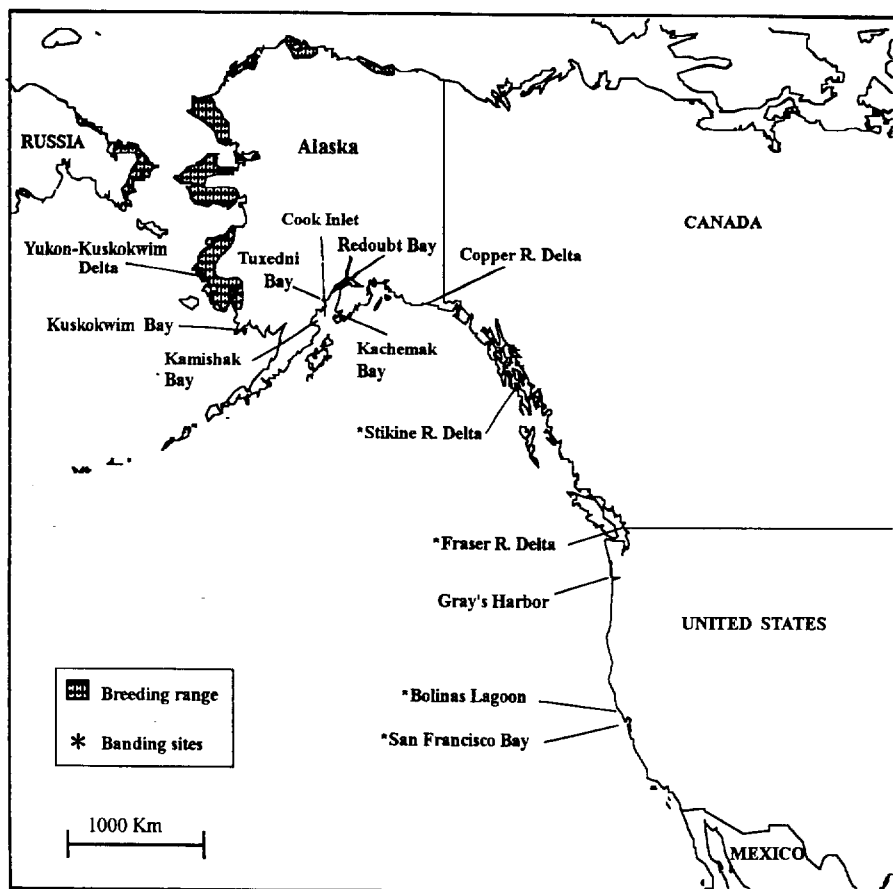 RUSSIA
Alaska
CANADA
Cook Inlet
Redoubt Bay
Yukon-Kuskokwim
Delta
Tuxedni
Bay
Copper R. Delta
Kuskokwim Bay
Kamishak
Bay
Kachemak
Bay
*Stikine R. Delta
*Fraser R. Delta
Gray's Harbor
UNITED STATES
*Bolinas Lagoon
*San Francisco Bay
Breeding range
* Banding sites
1000 Km
MEXICO